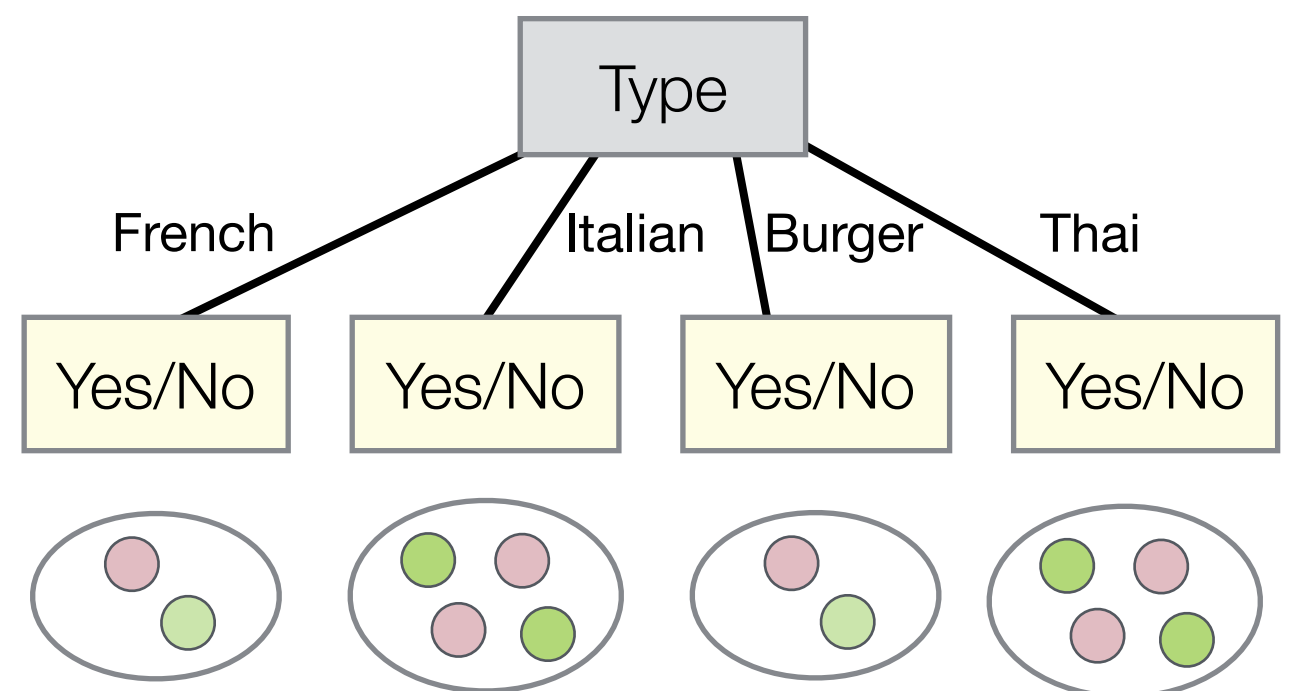 Type
French
Italian
Burger
Thai
Yes/No
Yes/No
Yes/No
Yes/No